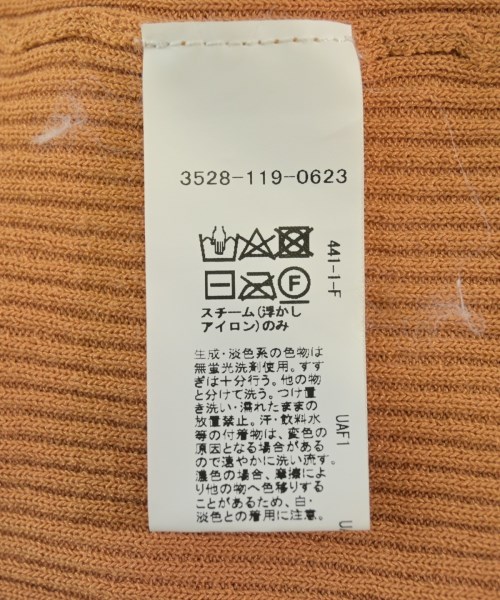 3528-119-0623
441-1-F
F
スチーム(浮かし
アイロン)のみ
生成・淡色系の色物は
無蛍光洗剤使用。すす
ぎは十分行う。他の物
と分けて洗う。つけ置
き洗い・濡れたままの
放置禁止。汗・飲料水
等の付着物は、変色の
原因となる場合がある
ので速やかに洗い流す。
濃色の場合、摩擦によ
り他の物へ色移りする
ことがあるため、白・
淡色との着用に注意。
UAF1